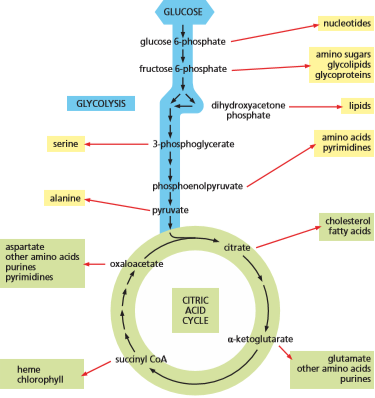 GLUCOSE
nucleotides
glucose 6-phosphate
amino sugars
glycolipids
glycoproteins
fructose 6-phosphate
GLYCOLYSIS
dihydroxyacetone
phosphate
lipids
amino acids
pyrimidines
serine
3-phosphoglycerate
phosphoenolpyruvate
alanine
pyruvate
cholesterol
fatty acids
aspartate
other amino acids
purines
pyrimidines
oxaloacetate
citrate
CITRIC
ACID
CYCLE
α-ketoglutarate
heme
chlorophyll
succinyl CoA
glutamate
other amino acids
purines